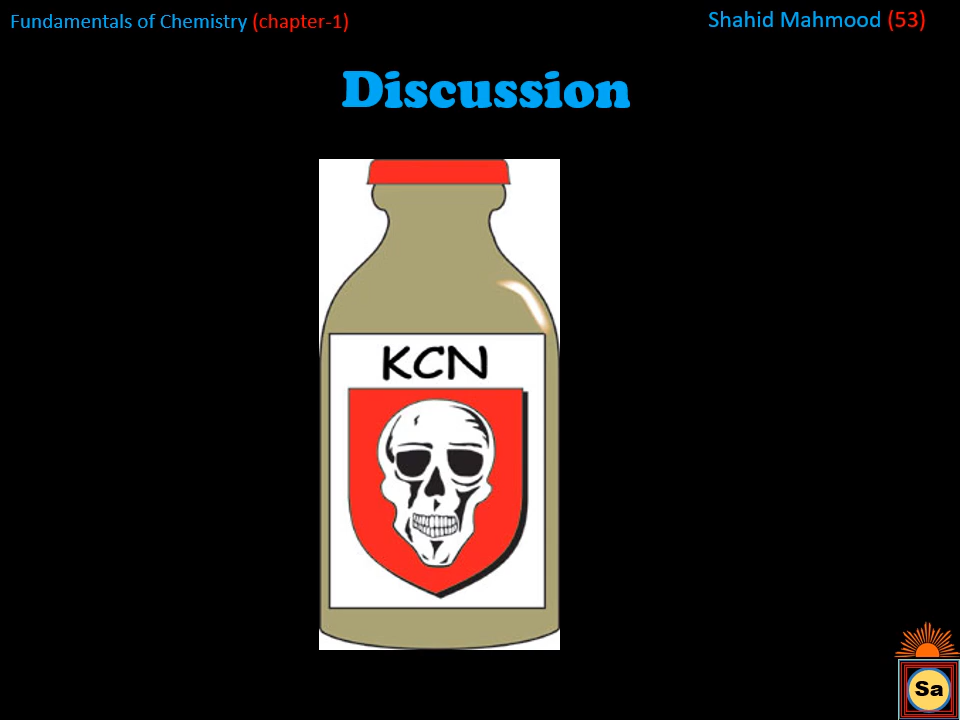 Fundamentals of Chemistry (chapter-1)
Shahid Mahmood (53)
Discussion
KCN
Sa